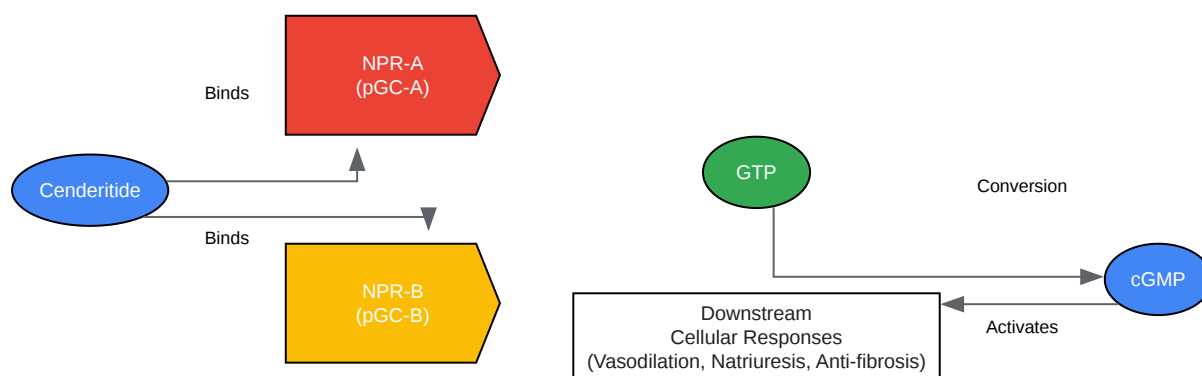 NPR-A
(pGC-A)
Binds
Cenderitide
Binds
NPR-B
(pGC-B)
GTP
Conversion
cGMP
Activates
Downstream
Cellular Responses
(Vasodilation, Natriuresis, Anti-fibrosis)